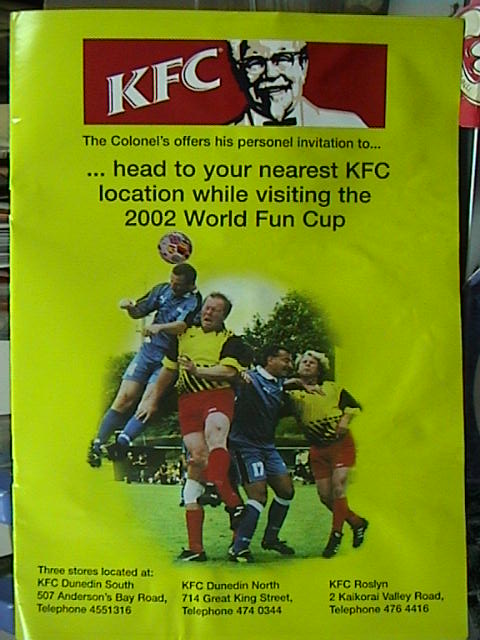 KFC
The Colonel's offers his personel invitation to...
... head to your nearest KFC
location while visiting the
2002 World Fun Cup
17
Three stores located at:
KFC Dunedin South
507 Anderson's Bay Road,
Telephone 4551316
KFC Dunedin North
714 Great King Street,
Telephone 474 0344
KFC Roslyn
2 Kaikorai Valley Road,
Telephone 476 4416